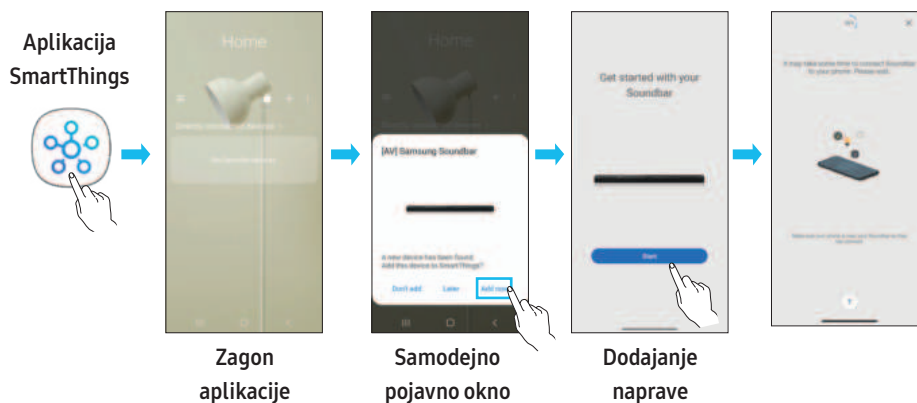 Aplikacija
SmartThings
Home
Home
[AV] Samsung Soundbar
A new device has been found.
Add this device to SmartThings?
Don't add Later Add now
Get started with your
Soundbar
Start
It may take some time to connect Soundbar
to your phone. Please wait.
Zagon
aplikacije
Samodejno
pojavno okno
Dodajanje
naprave